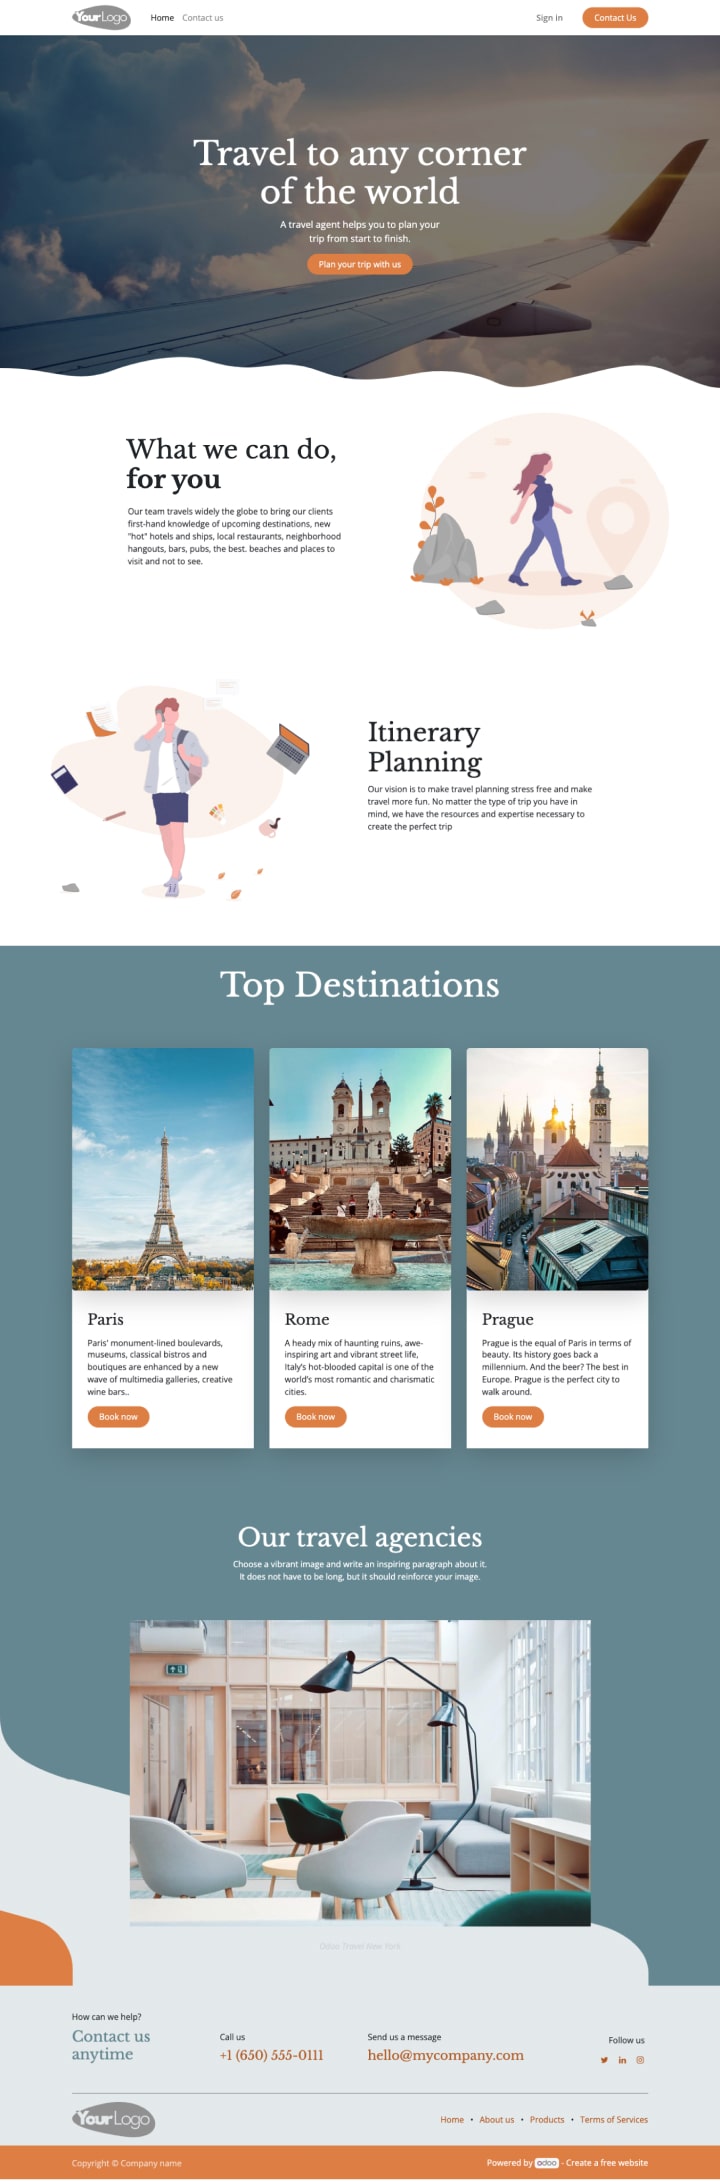 YourLogo
Home
Contact us
Sign in
Contact Us
Travel to any corner
of the world
A travel agent helps you to plan your
trip from start to finish.
Plan your trip with us
What we can do,
for you
Our team travels widely the globe to bring our clients
first-hand knowledge of upcoming destinations, new
"hot" hotels and ships, local restaurants, neighborhood
hangouts, bars, pubs, the best. beaches and places to
visit and not to see.
Itinerary
Planning
Our vision is to make travel planning stress free and make
travel more fun. No matter the type of trip you have in
mind, we have the resources and expertise necessary to
create the perfect trip
Top Destinations
Paris
Paris' monument-lined boulevards,
museums, classical bistros and
boutiques are enhanced by a new
wave of multimedia galleries, creative
wine bars..
Book now
Rome
A heady mix of haunting ruins, awe-
inspiring art and vibrant street life,
Italy's hot-blooded capital is one of the
world's most romantic and charismatic
cities.
Book now
Prague
Prague is the equal of Paris in terms of
beauty. Its history goes back a
millennium. And the beer? The best in
Europe. Prague is the perfect city to
walk around.
Book now
Our travel agencies
Choose a vibrant image and write an inspiring paragraph about it.
It does not have to be long, but it should reinforce your image.
Odoo Travel New York
How can we help?
Contact us
anytime
Call us
+1 (650) 555-0111
Send us a message
hello@mycompany.com
Follow us
YourLogo
Home • About us • Products • Terms of Services
Copyright © Company name
Powered by odoo - Create a free website